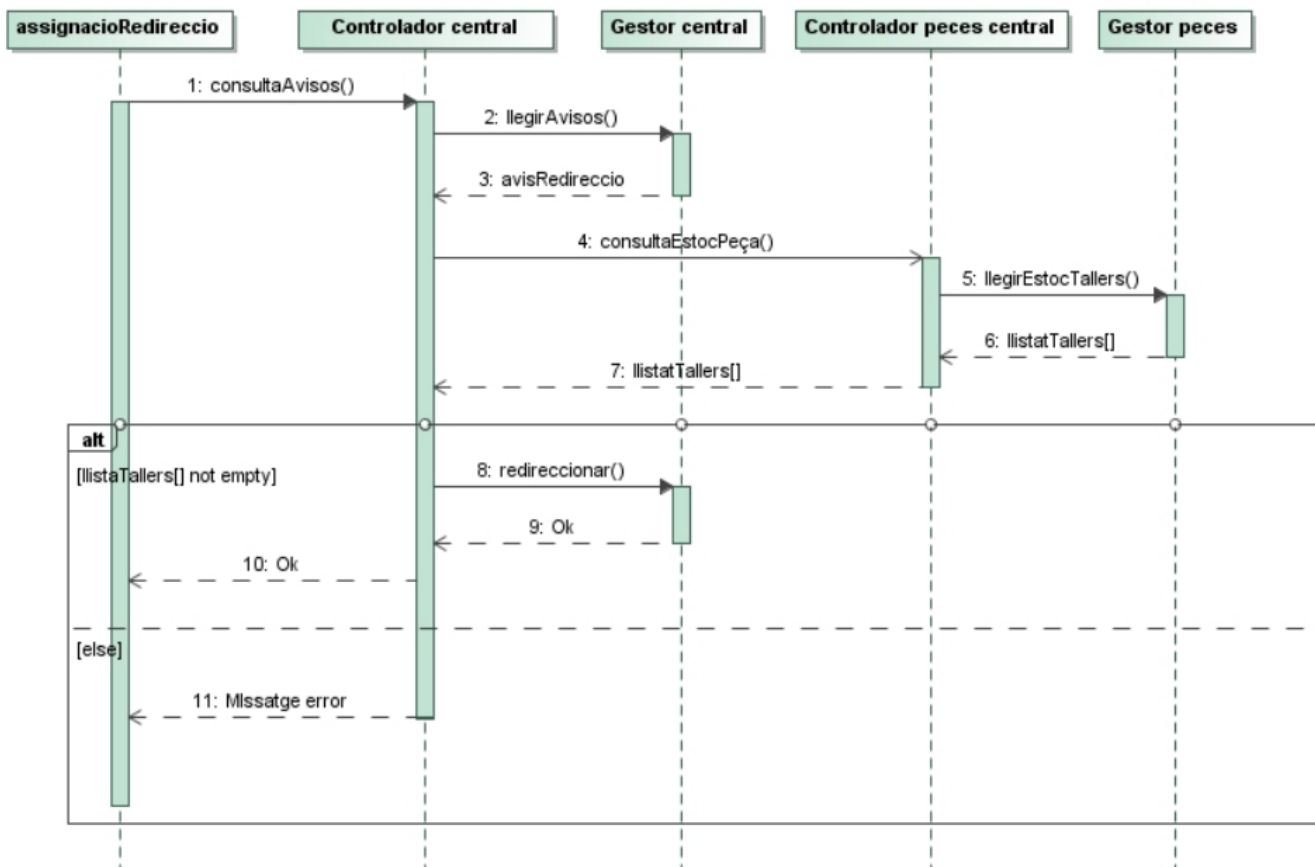 assignacioRedireccio
Controlador central
Gestor central
Controlador peces central
Gestor peces
1: consultaAvisos()
2: llegirAvisos()
3: avisRedireccio
4: consultaEstocPeça()
5: llegirEstocTallers()
6: llistatTallers[]
7: llistatTallers[]
alt
[llistaTallers[] not empty]
8: redireccionar()
9: Ok
10: Ok
[else]
11: MIssatge error